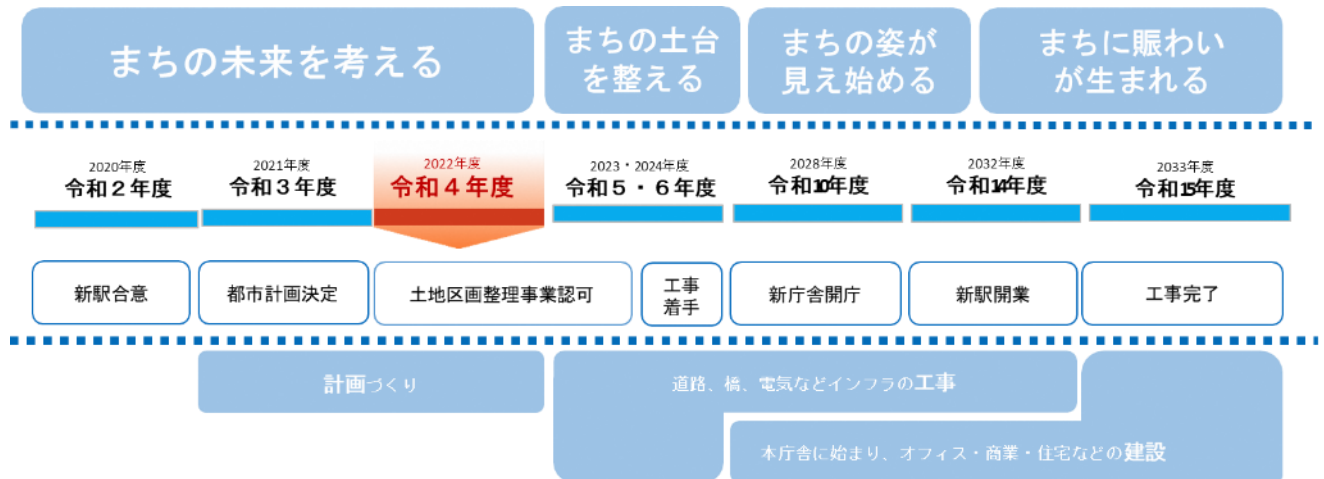 まちの未来を考える
まちの土台
を整える
まちの姿が
見え始める
まちに賑わい
が生まれる
2020年度
令和２年度
2021年度
令和３年度
2022年度
令和４年度
2023・2024年度
令和５・６年度
2028年度
令和10年度
2032年度
令和14年度
2033年度
令和15年度
新駅合意
都市計画決定
土地区画整理事業認可
工事
着手
新庁舎開庁
新駅開業
工事完了
計画づくり
道路、橋、電気などインフラの工事
本庁舎に始まり、オフィス・商業・住宅などの建設